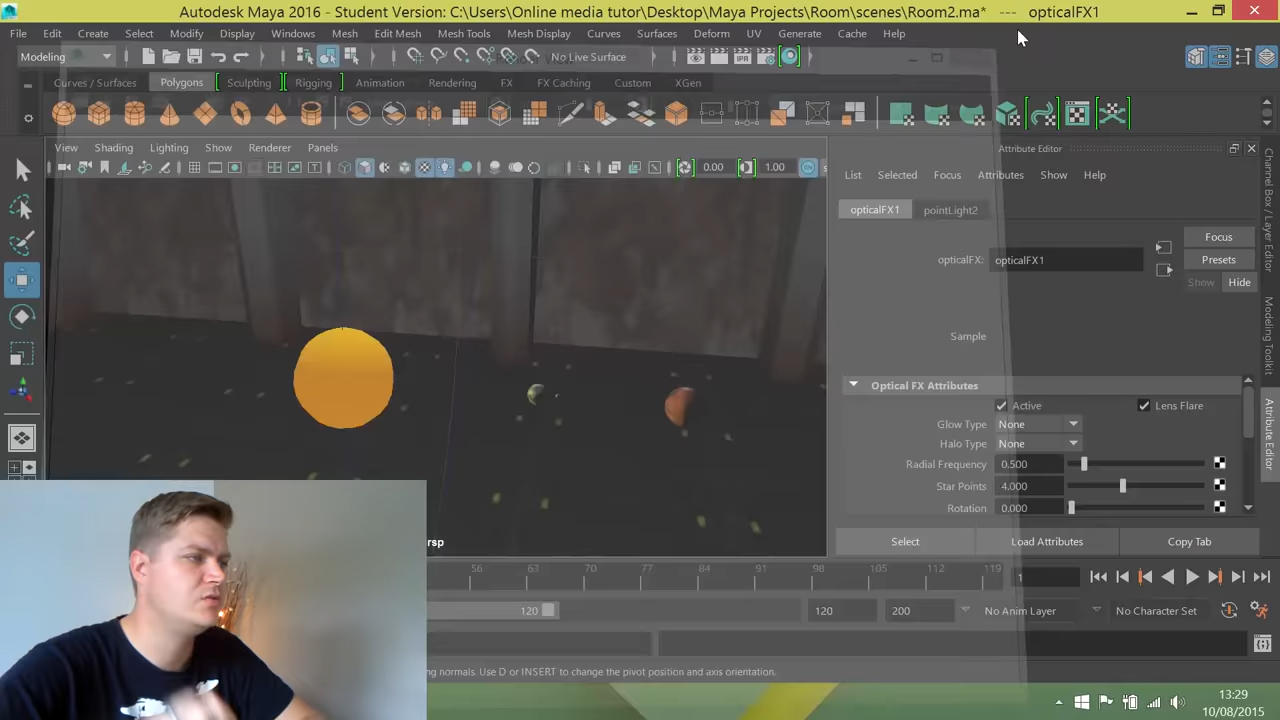 Autodesk Maya 2016 - Student Version: C:\Users\Online media tutor\Desktop\Maya Projects\Room\scenes\Room2.ma* --- opticalFX1
File Edit Create Select Modify Display Windows Mesh Edit Mesh Mesh Tools Mesh Display Curves Surfaces Deform UV Generate Cache Help
Modeling No Live Surface
Curves / Surfaces Polygons Sculpting Rigging Animation Rendering FX FX Caching Custom XGen
View Shading Lighting Show Renderer Panels
0.00 1.00
Attribute Editor
List Selected Focus Attributes Show Help
opticalFX1 pointLight2
opticalFX: opticalFX1
Focus
Presets
Show Hide
Sample
Optical FX Attributes
Active Lens Flare
Glow Type None
Halo Type None
Radial Frequency 0.500
Star Points 4.000
Rotation 0.000
Select Load Attributes Copy Tab
Channel Box / Layer Editor
Modeling Toolkit
Attribute Editor
ersp
56 63 70 77 84 91 98 105 112 119 1
120 120 200 No Anim Layer No Character Set
ng normals. Use D or INSERT to change the pivot position and axis orientation.
13:29
10/08/2015